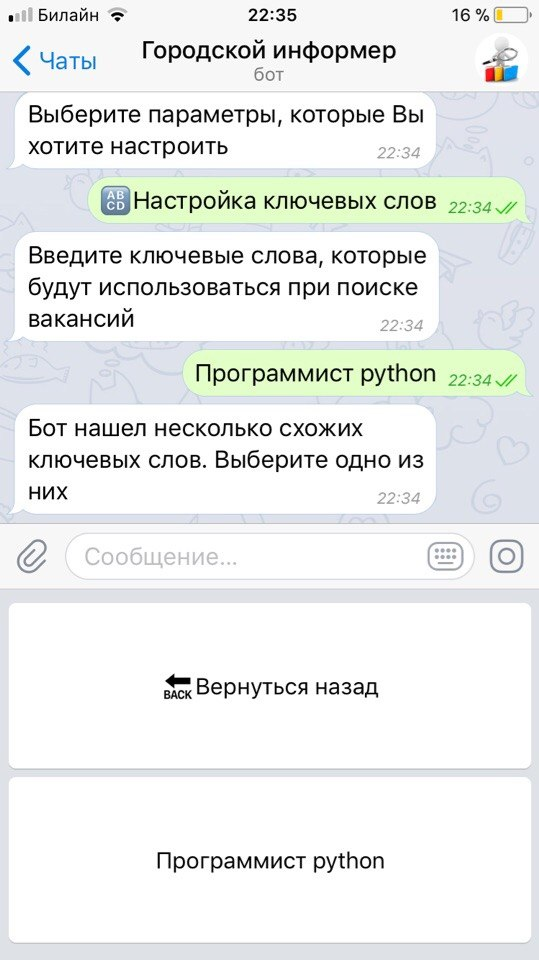 Билайн 22:35 16 %
Чаты Городской информер
бот
Выберите параметры, которые Вы
хотите настроить 22:34
🔠Настройка ключевых слов 22:34
Введите ключевые слова, которые
будут использоваться при поиске
вакансий 22:34
Программист python 22:34
Бот нашел несколько схожих
ключевых слов. Выберите одно из
них 22:34
Сообщение...
🔙Вернуться назад
Программист python